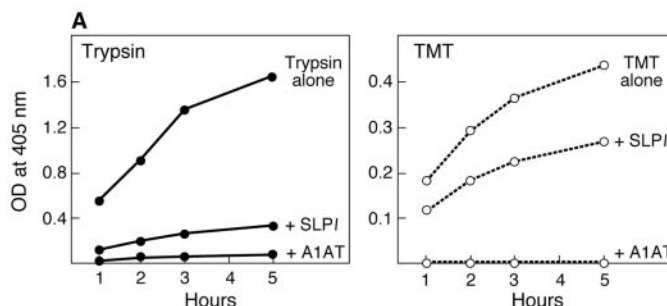 A
Trypsin
Trypsin
alone
1.6
1.2
0.8
0.4
+ SLPI
+ A1AT
1 2 3 4 5
Hours
OD at 405 nm
TMT
TMT
alone
0.4
0.3
0.2
0.1
+ SLPI
+ A1AT
1 2 3 4 5
Hours